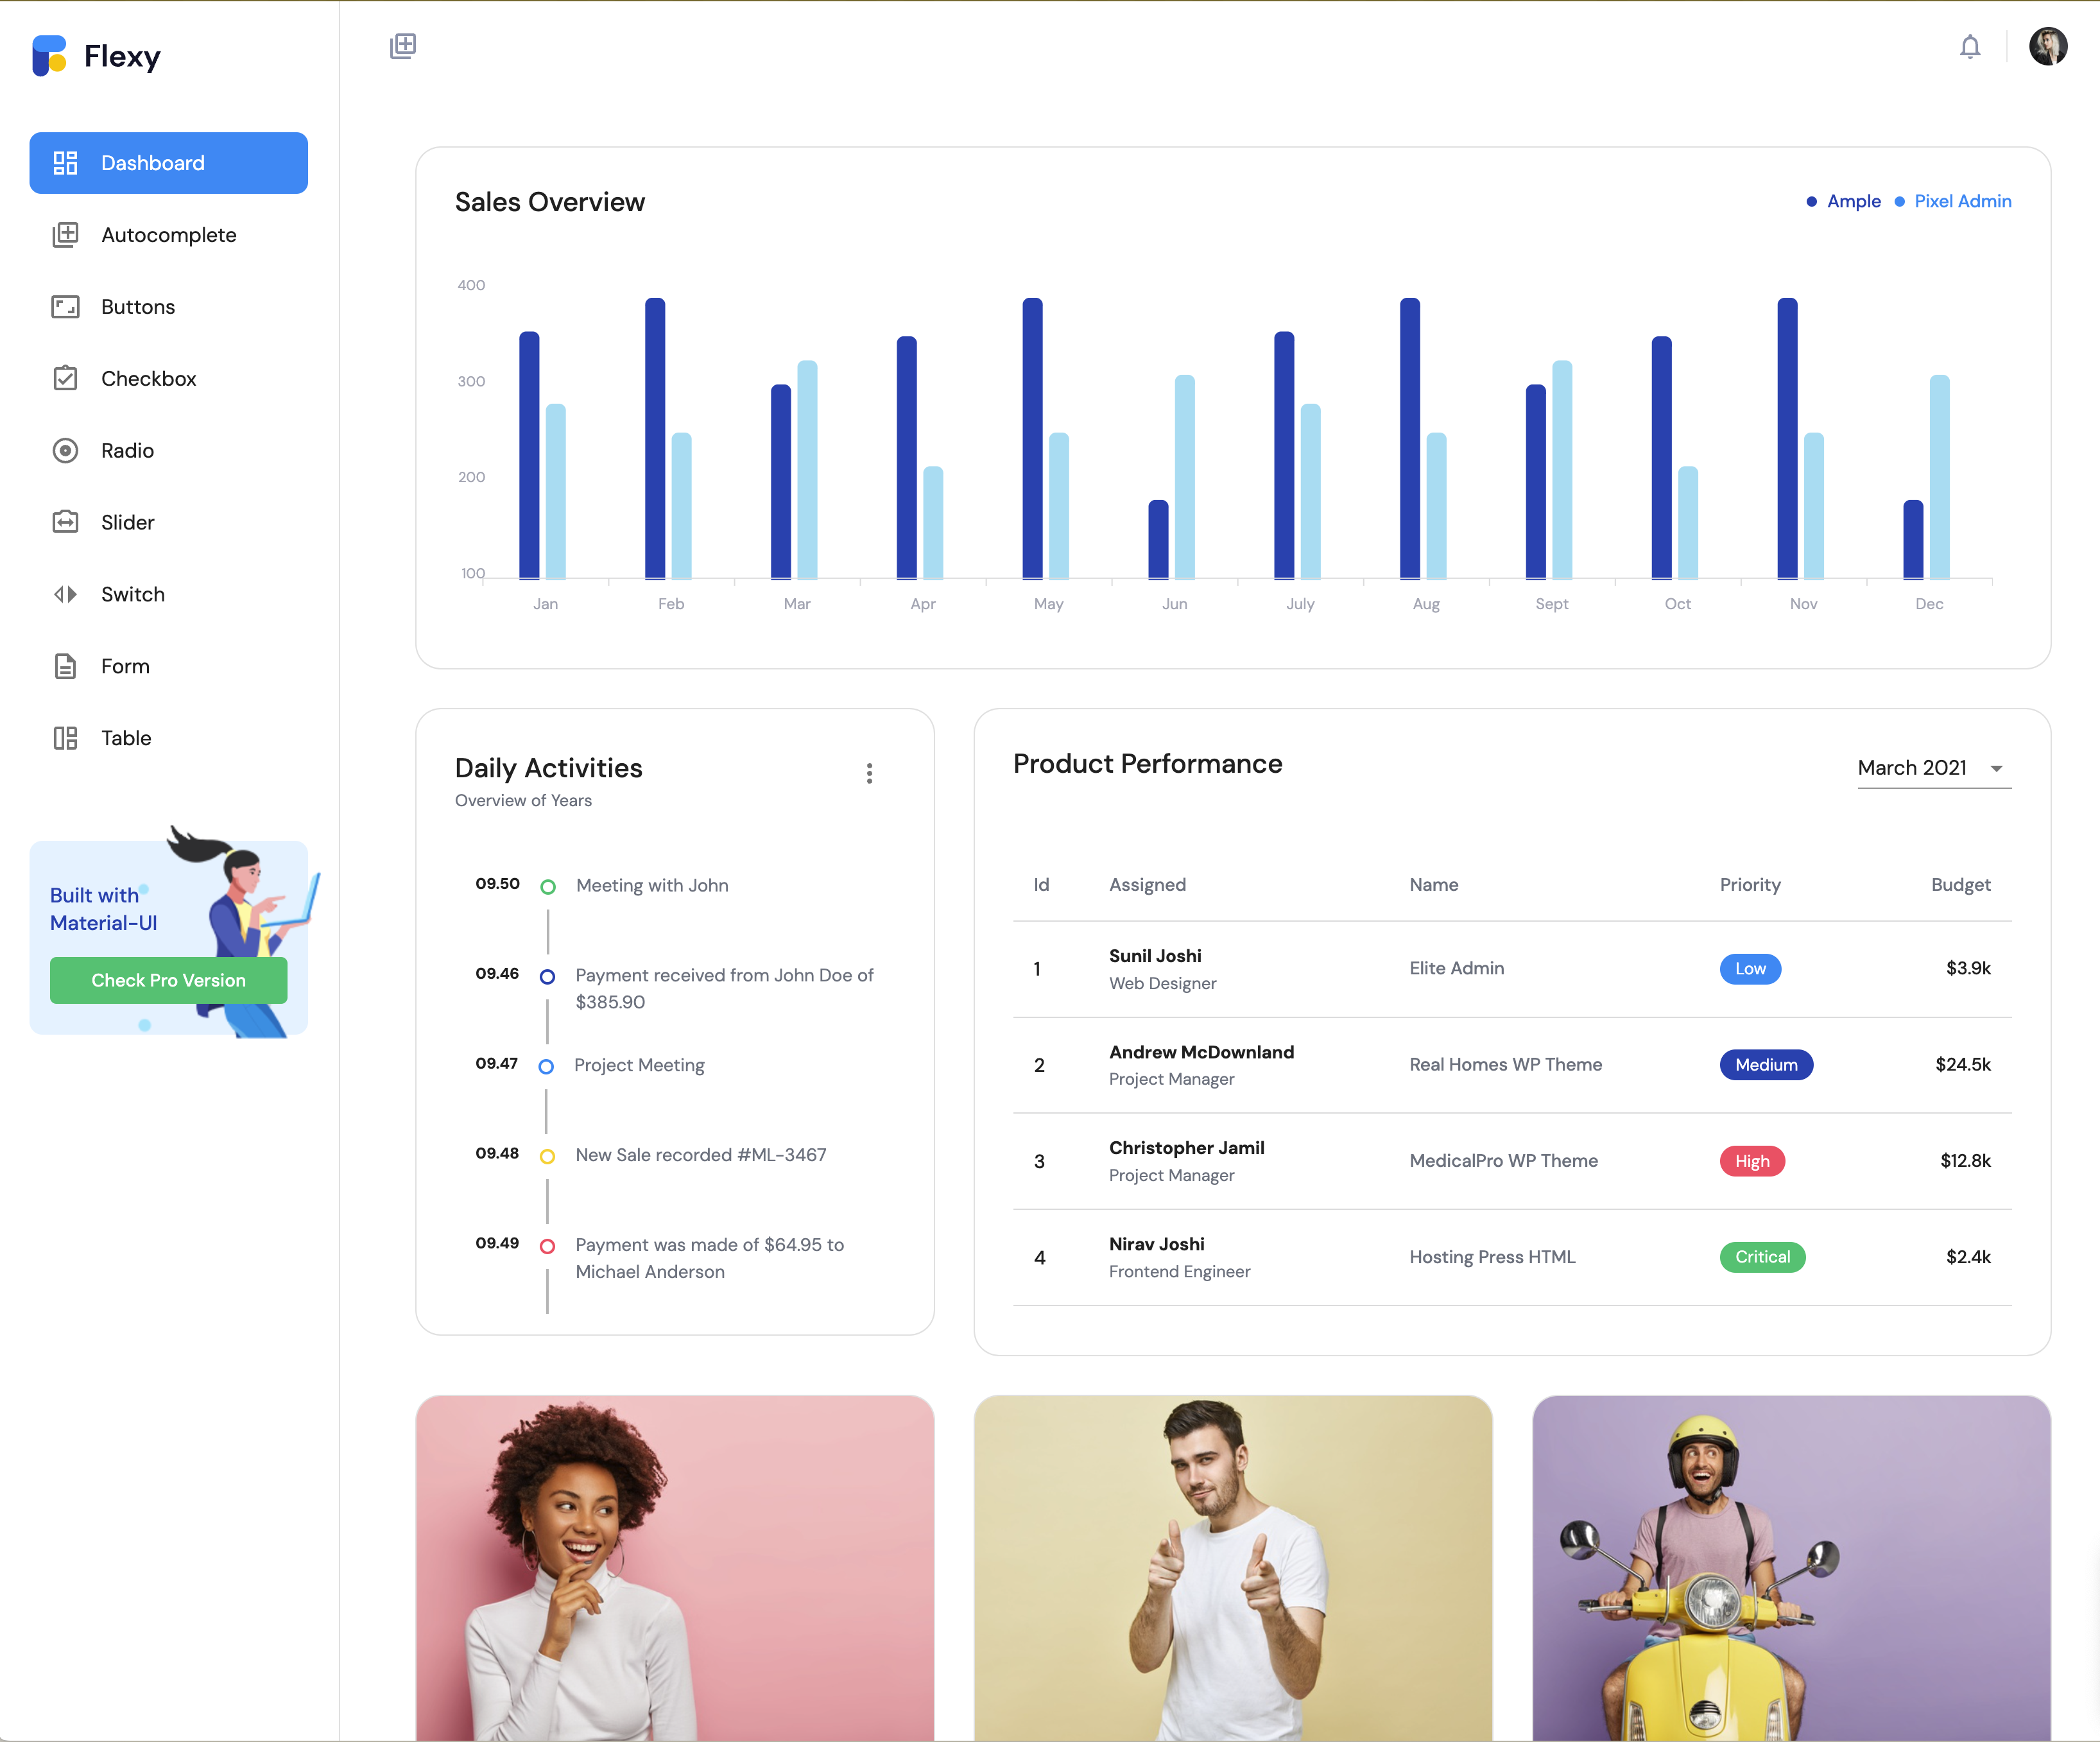 Flexy
Dashboard
Autocomplete
Buttons
Checkbox
Radio
Slider
Switch
Form
Table
Built with
Material-UI
Check Pro Version
Sales Overview
Ample
Pixel Admin
400
300
200
100
Jan Feb Mar Apr May Jun July Aug Sept Oct Nov Dec
Daily Activities
Overview of Years
09.50 Meeting with John
09.46 Payment received from John Doe of
$385.90
09.47 Project Meeting
09.48 New Sale recorded #ML-3467
09.49 Payment was made of $64.95 to
Michael Anderson
Product Performance
March 2021
Id Assigned Name Priority Budget
1 Sunil Joshi Elite Admin Low $3.9k
Web Designer
2 Andrew McDownland Real Homes WP Theme Medium $24.5k
Project Manager
3 Christopher Jamil MedicalPro WP Theme High $12.8k
Project Manager
4 Nirav Joshi Hosting Press HTML Critical $2.4k
Frontend Engineer